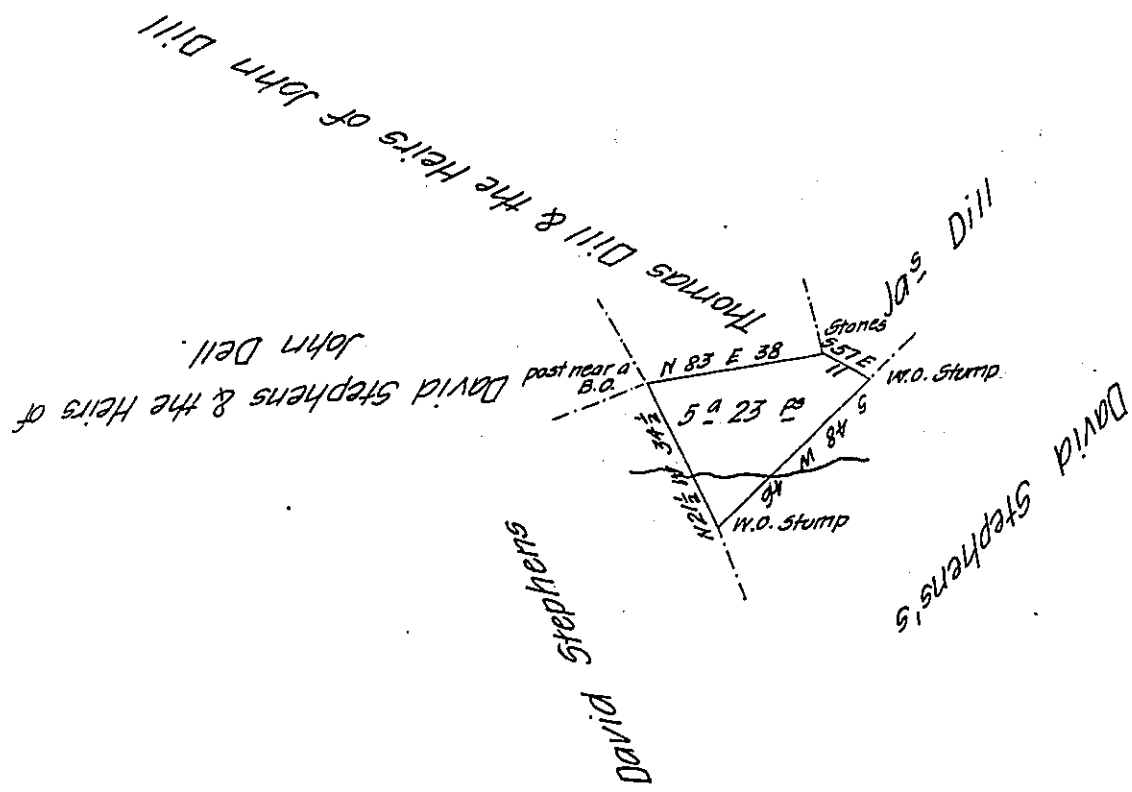 Thomas Dill & the Heirs of John Dill
Jas Dill
David Stephens & the Heirs of
John Dell
post near a
B.O.
N 83 E 38
Stones
S 57 E
11
W.O. Stump
5 a 23 ps
N 21½ W 34½
S 48 W 46
W.O. Stump
David Stephens's
David Stephens